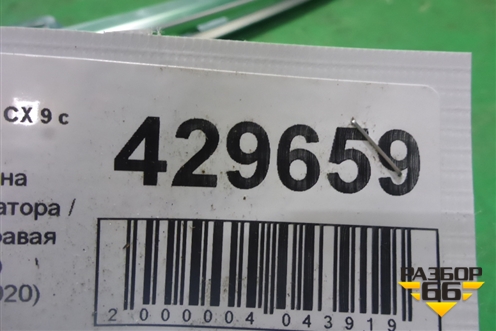 CX 9 с
429659
на
атора /
равая
)
020)
2 000004 043919
РАЗБОР
66